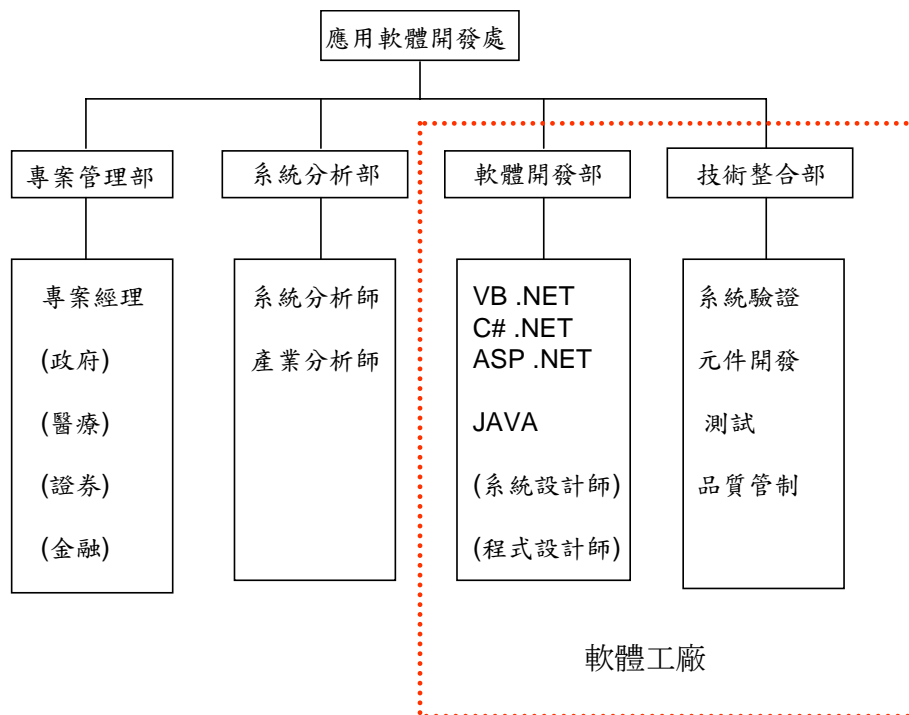 應用軟體開發處
專案管理部
系統分析部
軟體開發部
技術整合部
專案經理
(政府)
(醫療)
(證券)
(金融)
系統分析師
產業分析師
VB .NET
C# .NET
ASP .NET
JAVA
(系統設計師)
(程式設計師)
系統驗證
元件開發
測試
品質管制
軟體工廠